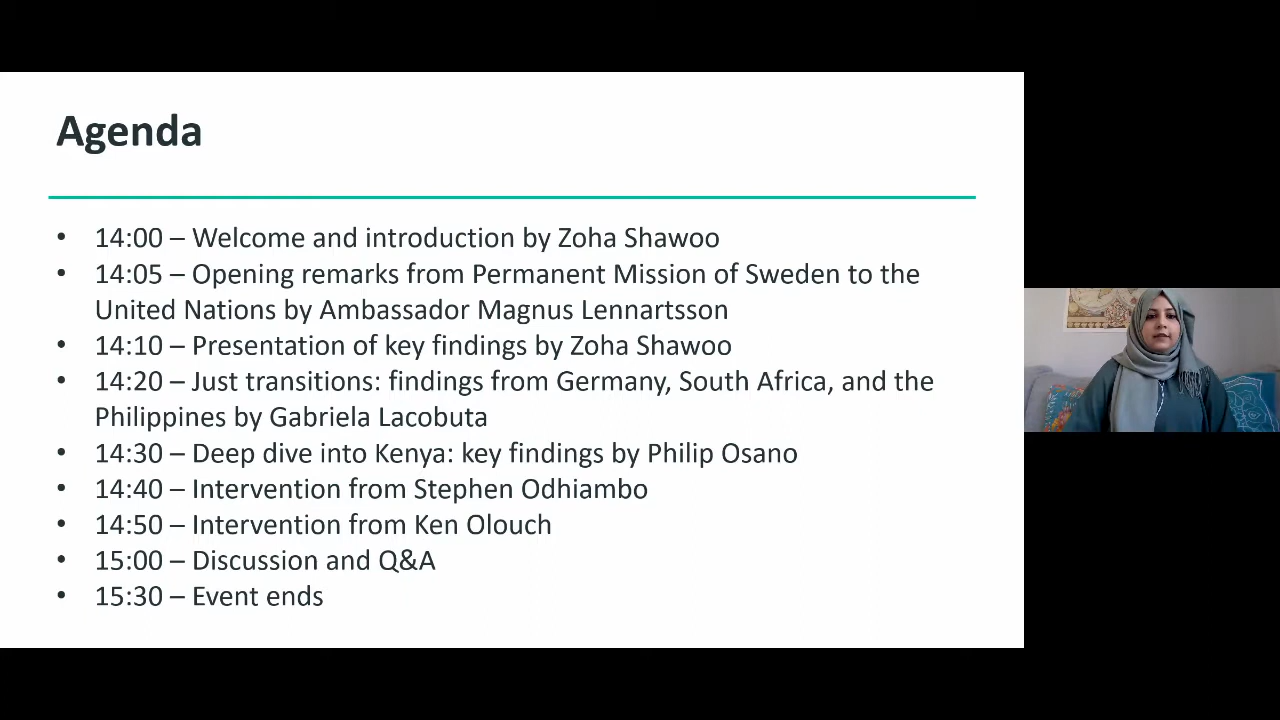 Agenda
• 14:00 – Welcome and introduction by Zoha Shawoo
• 14:05 – Opening remarks from Permanent Mission of Sweden to the
United Nations by Ambassador Magnus Lennartsson
• 14:10 – Presentation of key findings by Zoha Shawoo
• 14:20 – Just transitions: findings from Germany, South Africa, and the
Philippines by Gabriela Lacobuta
• 14:30 – Deep dive into Kenya: key findings by Philip Osano
• 14:40 – Intervention from Stephen Odhiambo
• 14:50 – Intervention from Ken Olouch
• 15:00 – Discussion and Q&A
• 15:30 – Event ends